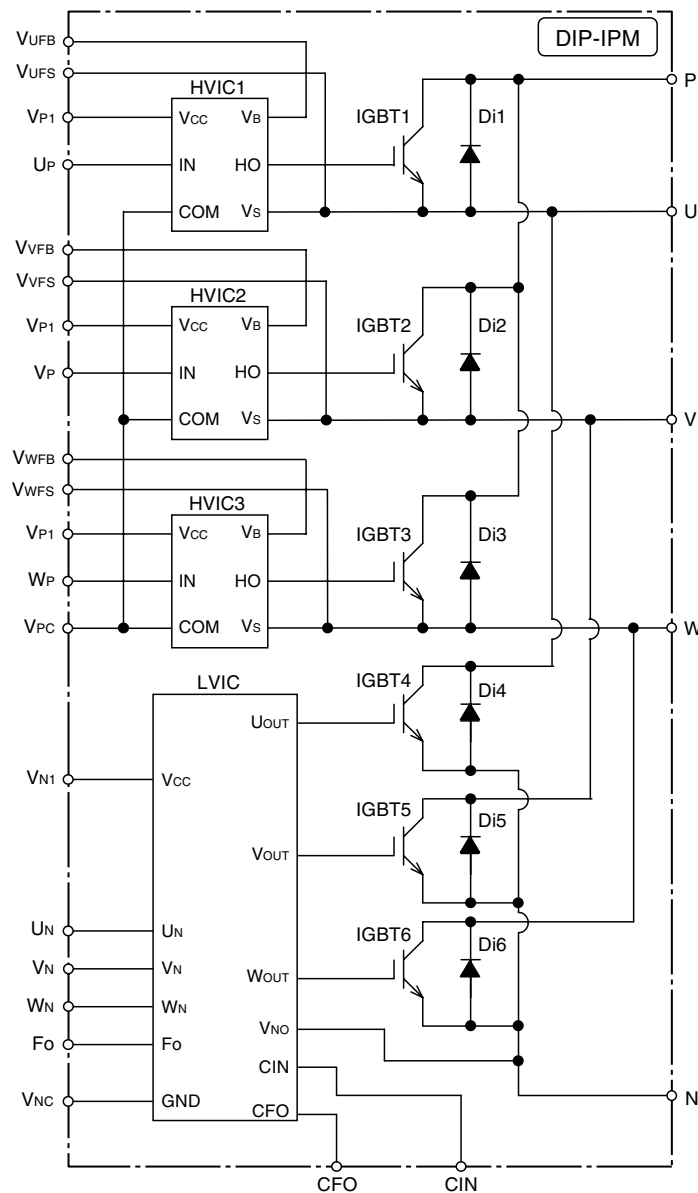 DIP-IPM
VUFB
VUFS
HVIC1
IGBT1
Di1
P
VP1
VCC
VB
UP
IN
HO
COM
VS
U
VVFB
VVFS
HVIC2
IGBT2
Di2
VP1
VCC
VB
VP
IN
HO
COM
VS
V
VWFB
VWFS
HVIC3
IGBT3
Di3
VP1
VCC
VB
WP
IN
HO
VPC
COM
VS
W
LVIC
IGBT4
Di4
UOUT
VN1
VCC
IGBT5
Di5
VOUT
UN
UN
IGBT6
Di6
VN
VN
WOUT
WN
WN
VNO
Fo
Fo
CIN
VNC
GND
CFO
N
CFO
CIN